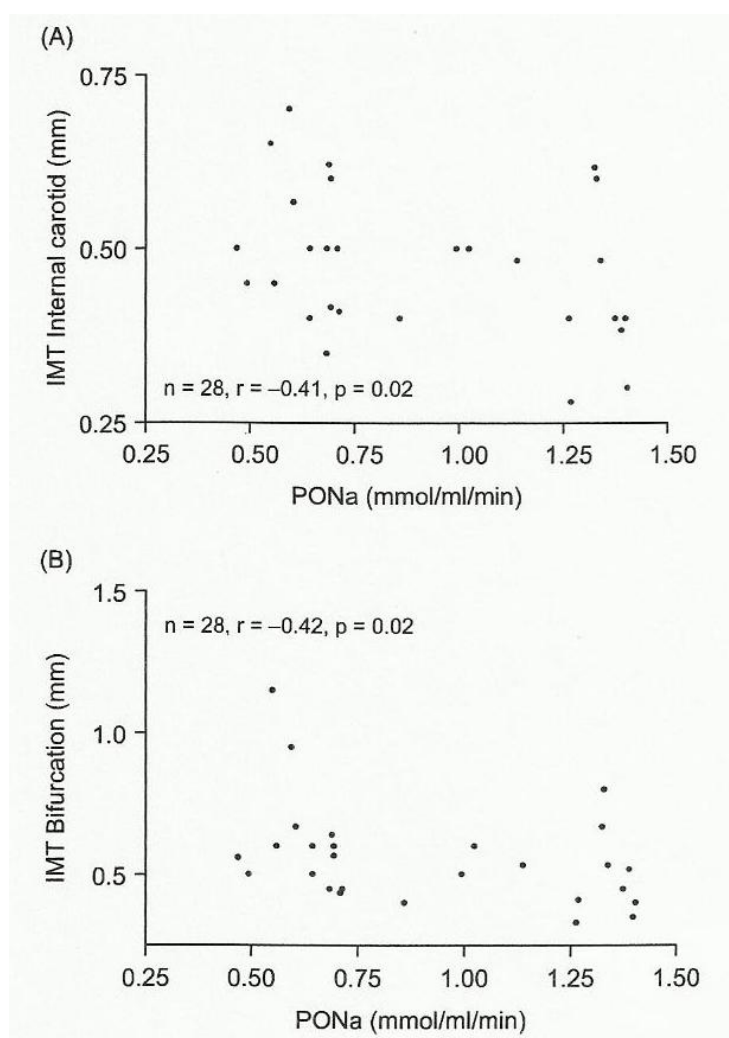 (A)
0.75
0.50
0.25
IMT Internal carotid (mm)
n = 28, r = –0.41, p = 0.02
0.25 0.50 0.75 1.00 1.25 1.50
PONa (mmol/ml/min)
(B)
1.5
1.0
0.5
IMT Bifurcation (mm)
n = 28, r = –0.42, p = 0.02
0.25 0.50 0.75 1.00 1.25 1.50
PONa (mmol/ml/min)